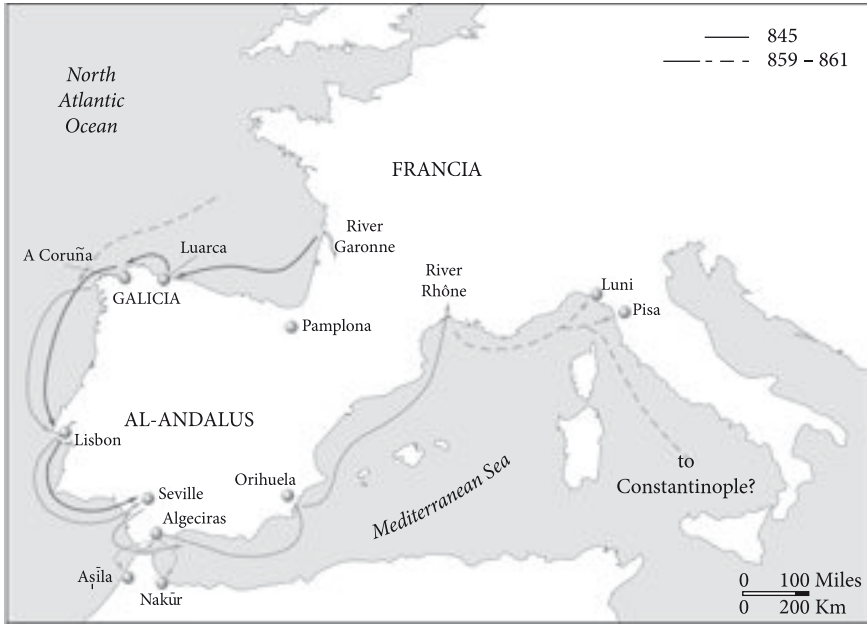 845
859 – 861
North
Atlantic
Ocean
FRANCIA
River
Garonne
A Coruña
Luarca
GALICIA
River
Rhône
Luni
Pisa
Pamplona
AL-ANDALUS
Lisbon
Orihuela
Seville
Algeciras
Mediterranean Sea
to
Constantinople?
Aṣīla
Nakūr
0 100 Miles
0 200 Km